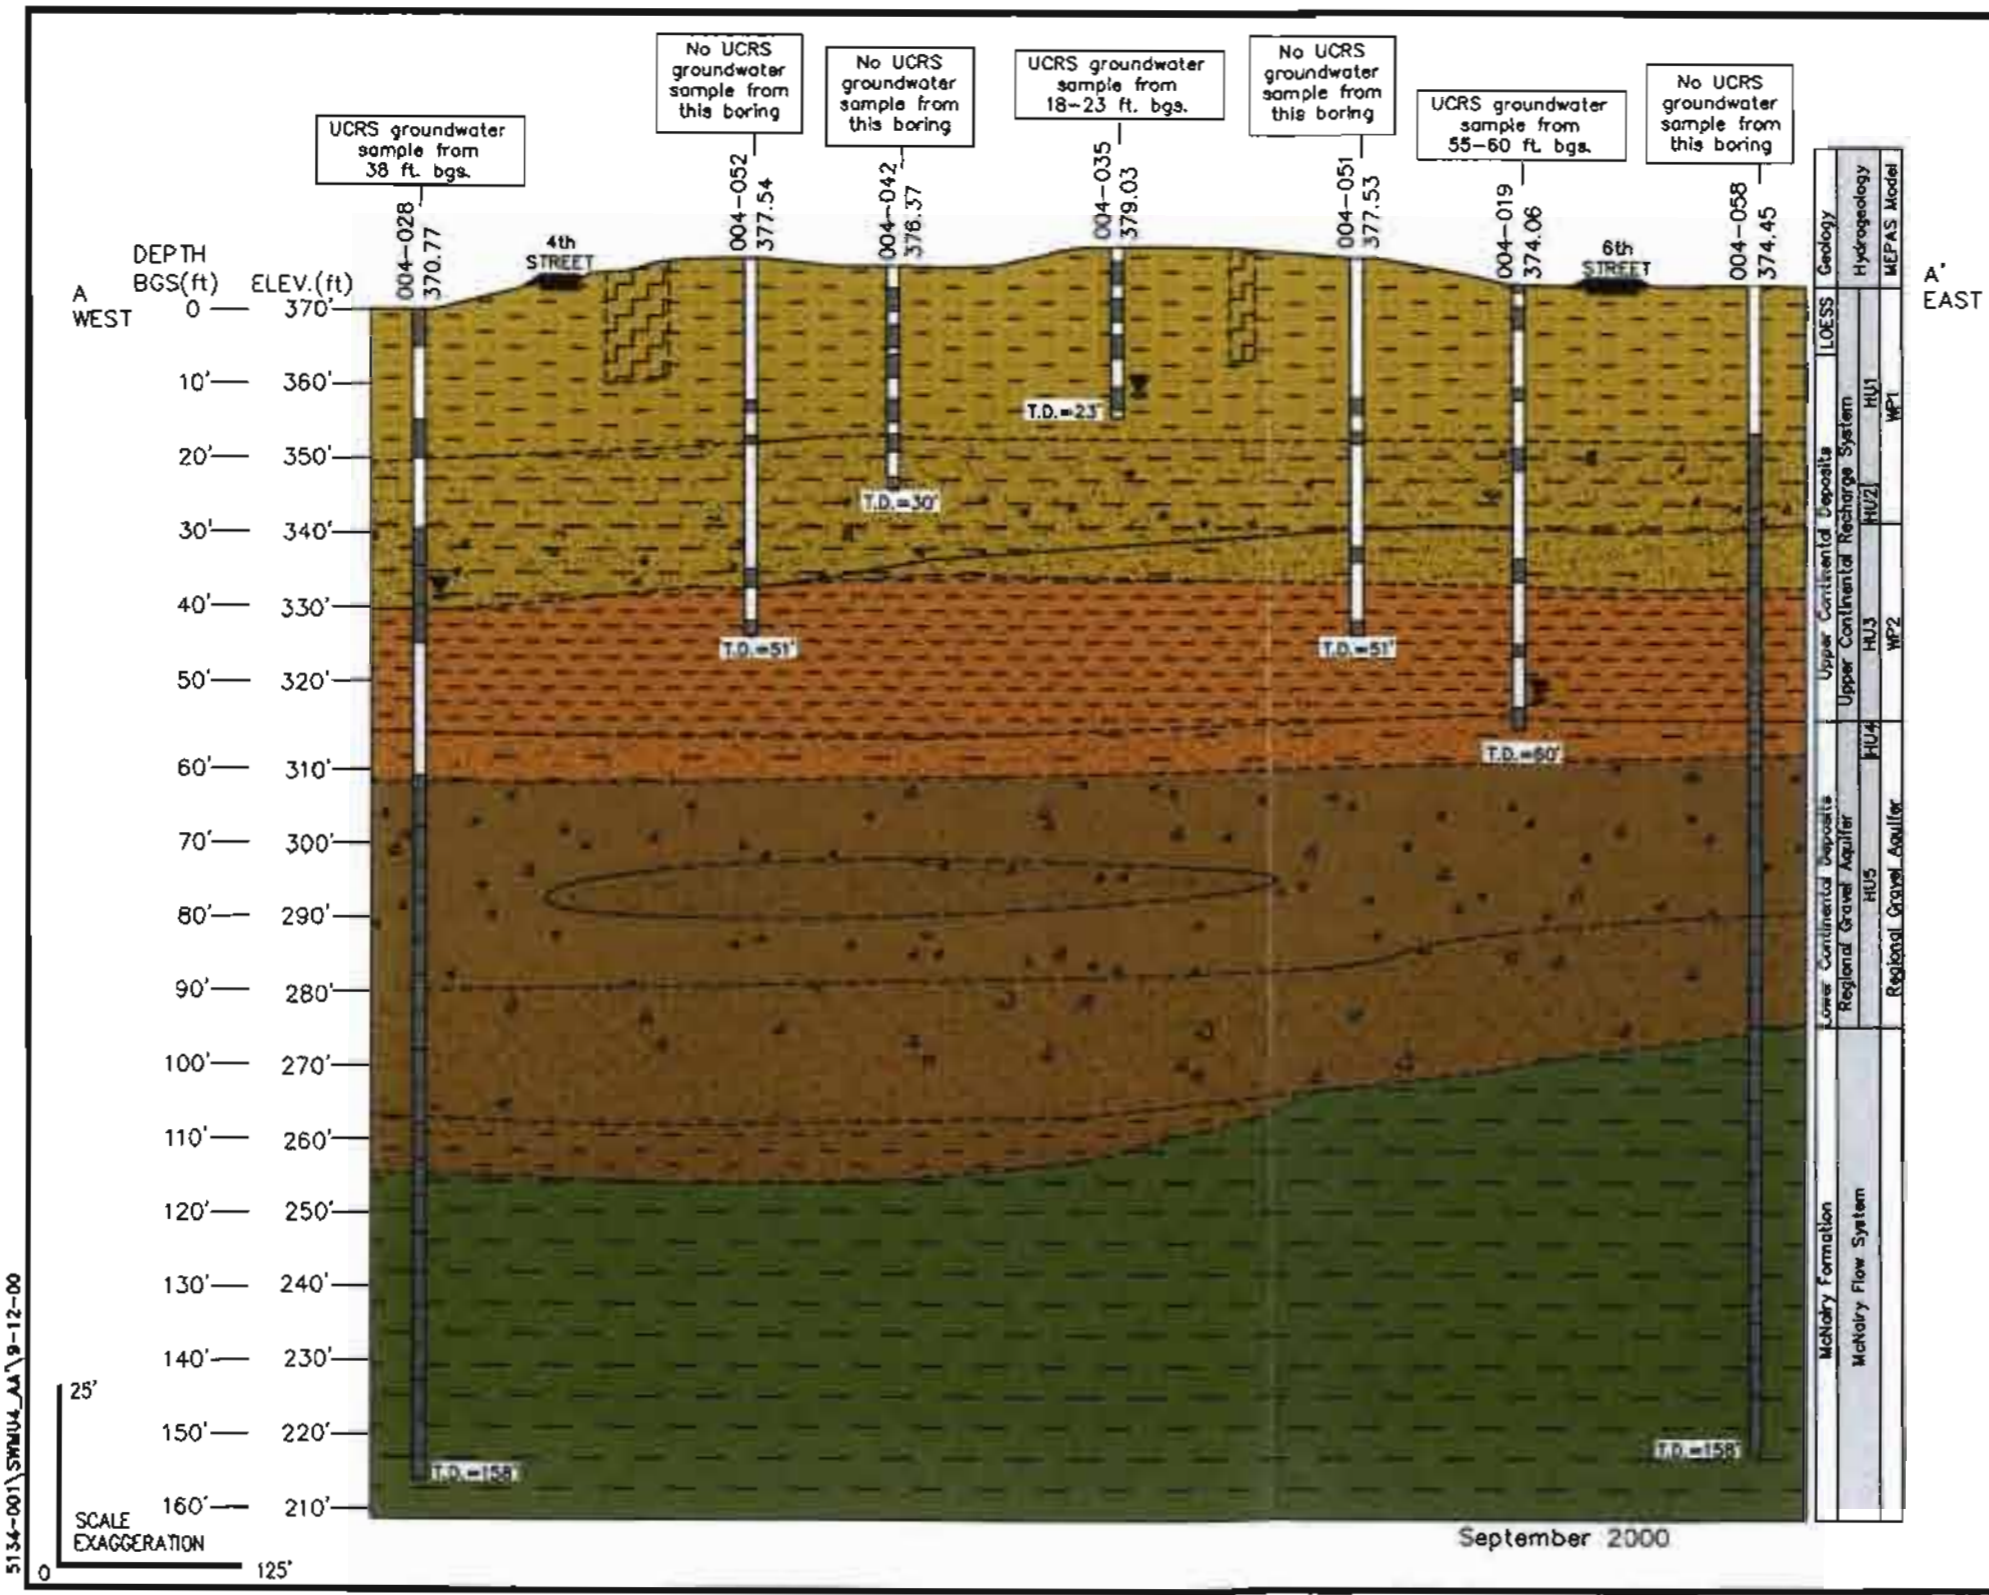 No UCRS
groundwater
sample from
this boring
No UCRS
groundwater
sample from
this boring
UCRS groundwater
sample from
18-23 ft. bgs.
No UCRS
groundwater
sample from
this boring
No UCRS
groundwater
sample from
this boring
UCRS groundwater
sample from
55-60 ft. bgs.
UCRS groundwater
sample from
38 ft. bgs.
004-028
370.77
004-052
377.54
004-042
376.37
004-035
379.03
004-051
377.53
004-019
374.06
004-058
374.45
4th
STREET
6th
STREET
A
WEST
A'
EAST
DEPTH
BGS(ft)
ELEV.(ft)
0
370'
10'
360'
20'
350'
30'
340'
40'
330'
50'
320'
60'
310'
70'
300'
80'
290'
90'
280'
100'
270'
110'
260'
120'
250'
130'
240'
140'
230'
150'
220'
160'
210'
T.D.=23'
T.D.=30'
T.D.=51'
T.D.=51'
T.D.=60'
T.D.=158'
T.D.=158'
Geology
Hydrogeology
MEPAS Model
LOESS
Upper Continental Deposits
Lower Continental Deposits
McNairy Formation
Upper Continental Recharge System
Regional Gravel Aquifer
McNairy Flow System
HU1
HU2
HU3
HU4
HU5
WP1
WP2
Regional Gravel Aquifer
25'
SCALE
EXAGGERATION
0
125'
September 2000
5134-001\SWMU4_AA\9-12-00